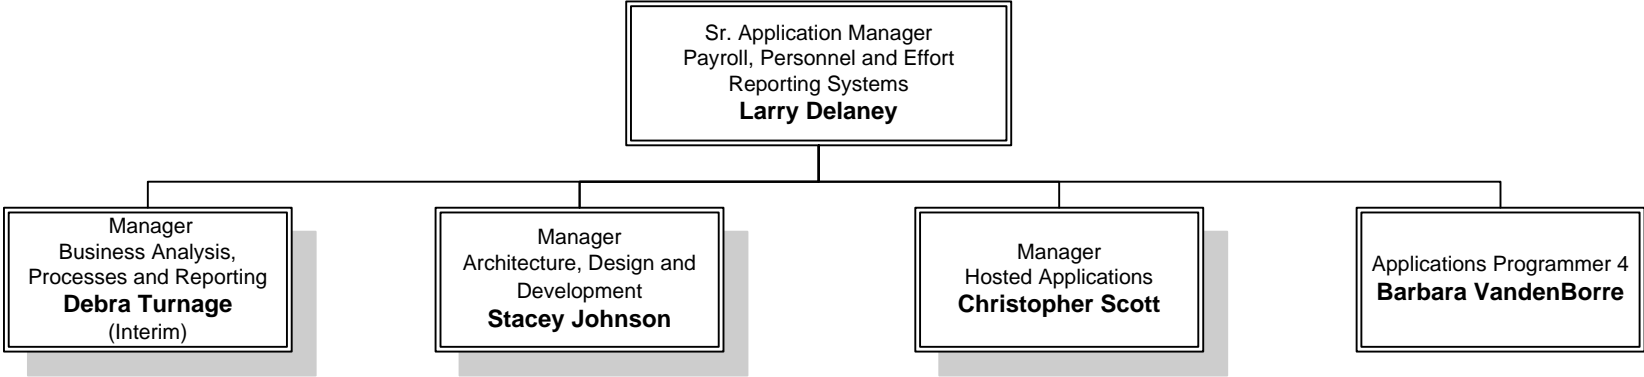 Sr. Application Manager
Payroll, Personnel and Effort
Reporting Systems
Larry Delaney
Manager
Business Analysis,
Processes and Reporting
Debra Turnage
(Interim)
Manager
Architecture, Design and
Development
Stacey Johnson
Manager
Hosted Applications
Christopher Scott
Applications Programmer 4
Barbara VandenBorre